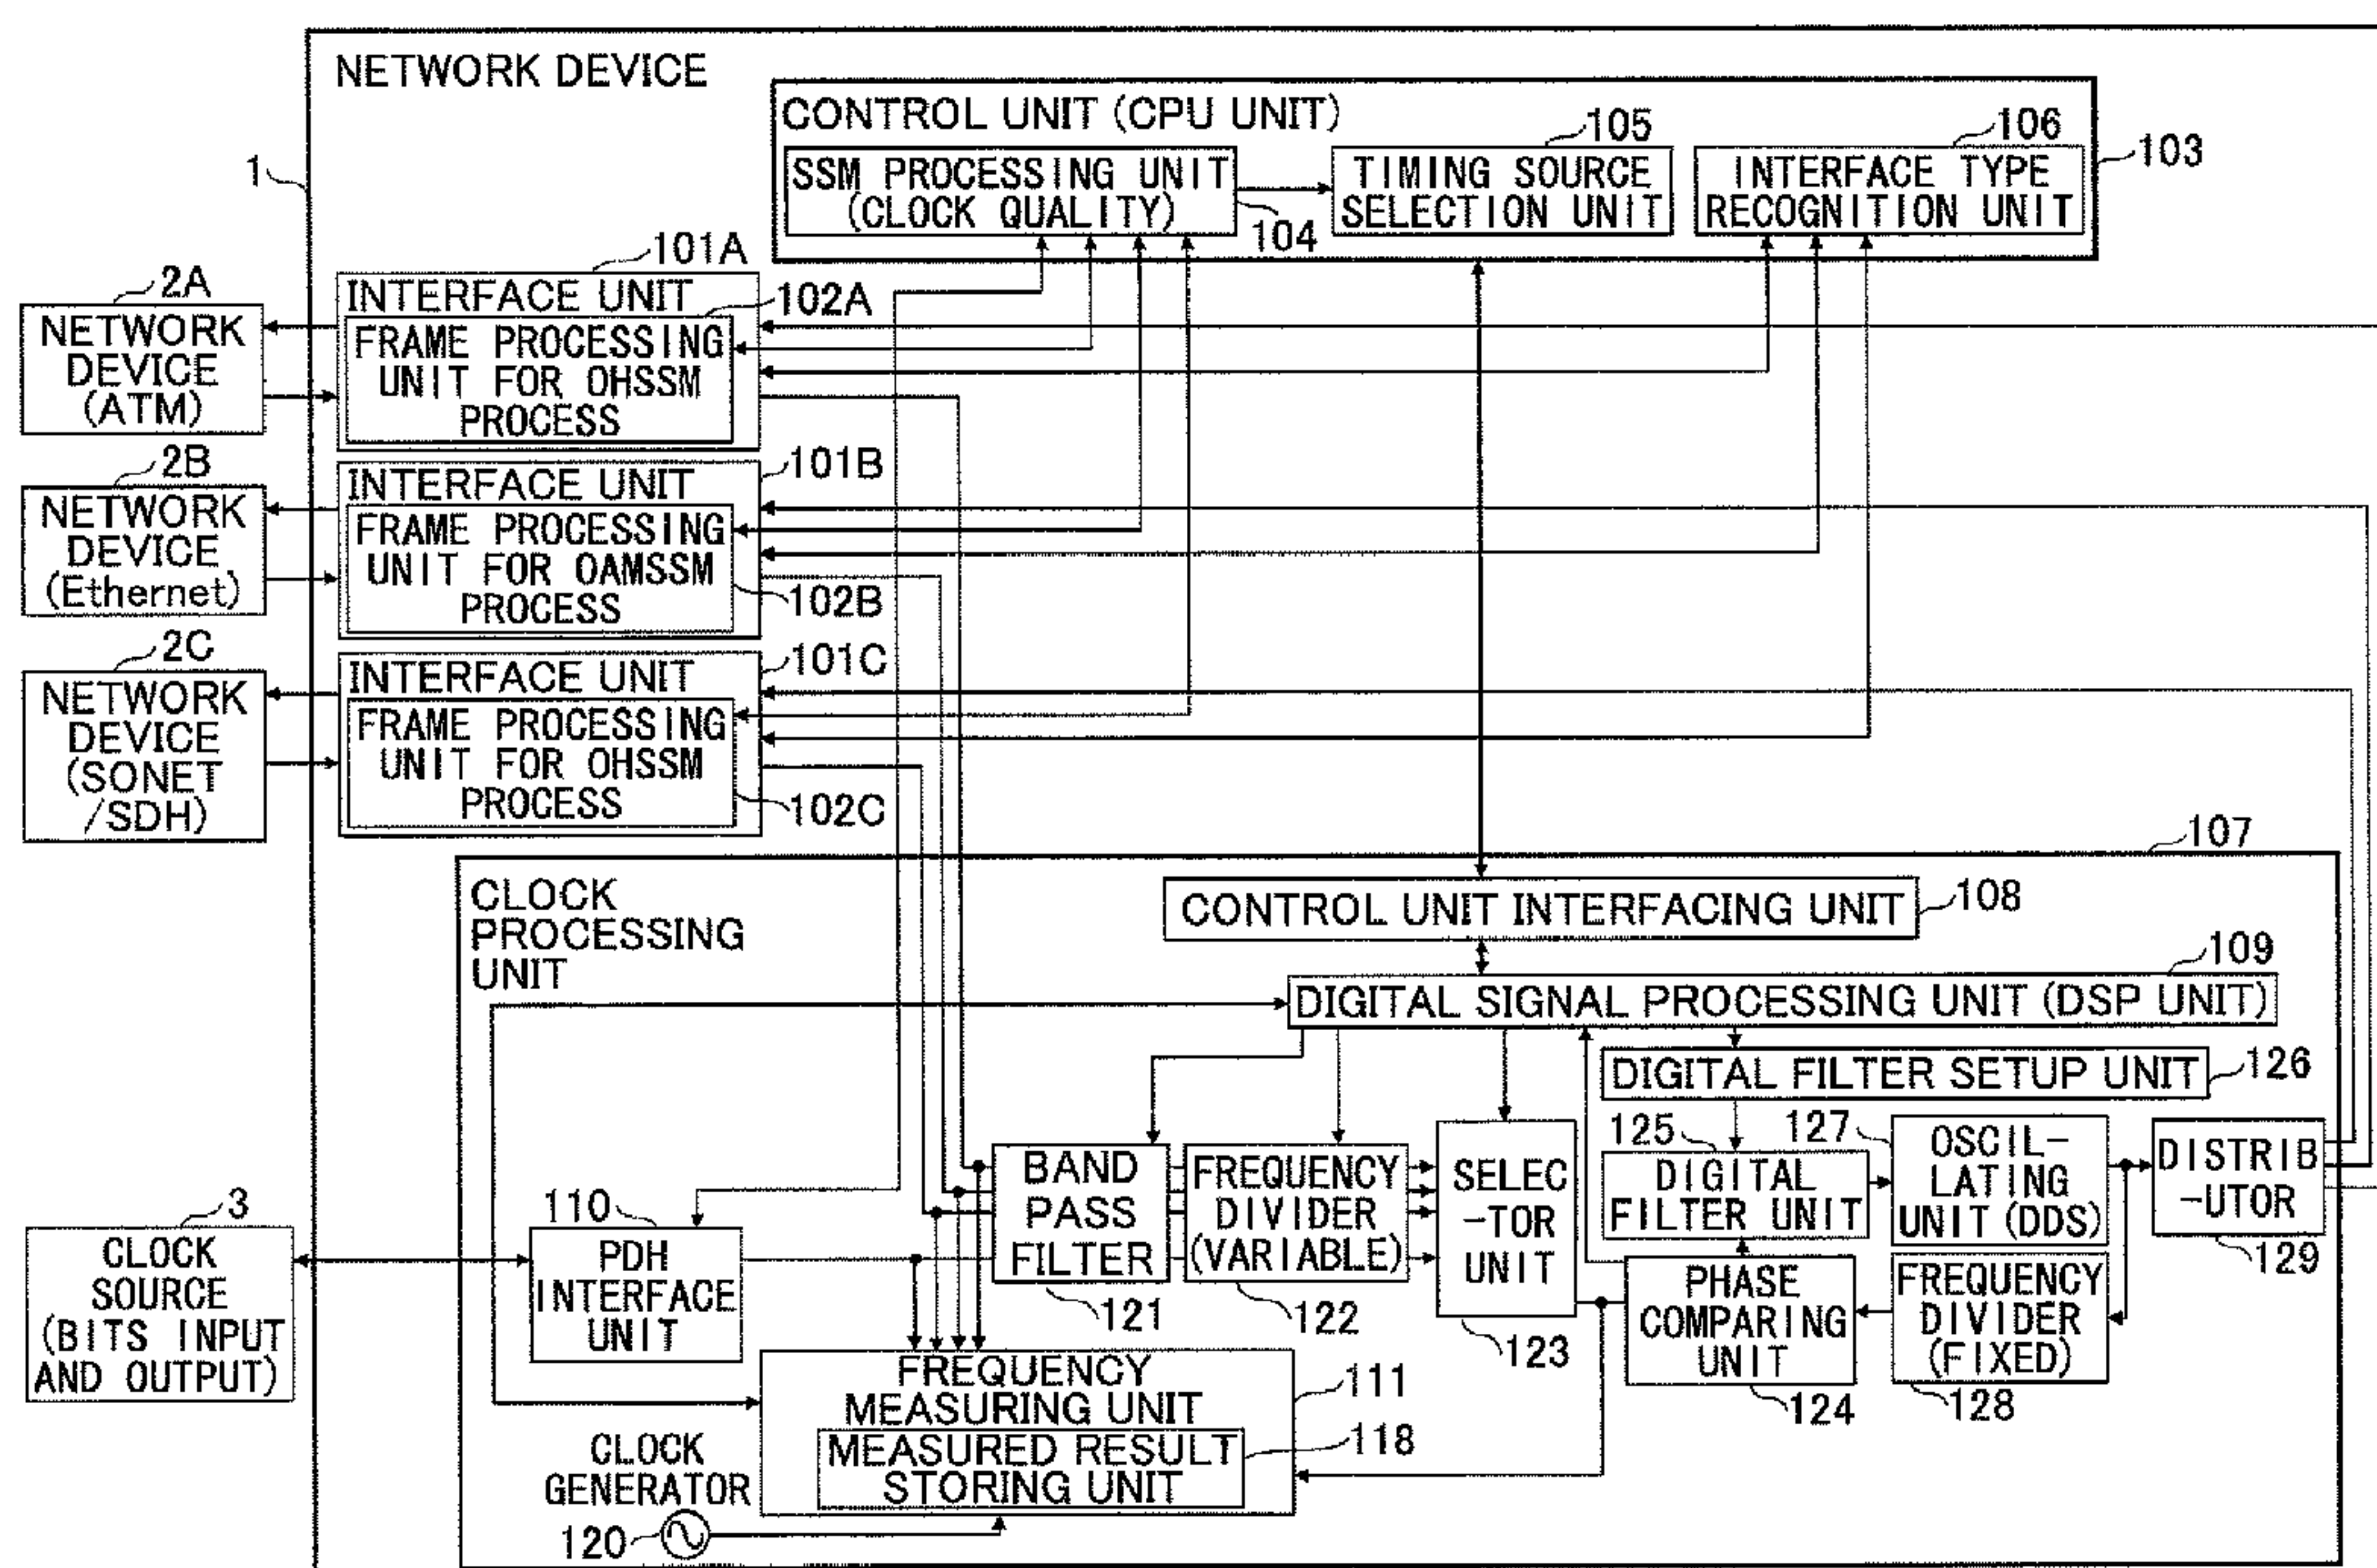 NETWORK DEVICE
CONTROL UNIT (CPU UNIT)
105
106
103
1
SSM PROCESSING UNIT
(CLOCK QUALITY)
104
TIMING SOURCE
SELECTION UNIT
INTERFACE TYPE
RECOGNITION UNIT
101A
2A
NETWORK
DEVICE
(ATM)
INTERFACE UNIT
102A
FRAME PROCESSING
UNIT FOR OHSSM
PROCESS
2B
NETWORK
DEVICE
(Ethernet)
101B
INTERFACE UNIT
FRAME PROCESSING
UNIT FOR OAMSSM
PROCESS
102B
2C
NETWORK
DEVICE
(SONET
/SDH)
101C
INTERFACE UNIT
FRAME PROCESSING
UNIT FOR OHSSM
PROCESS
102C
107
CLOCK
PROCESSING
UNIT
CONTROL UNIT INTERFACING UNIT
108
109
DIGITAL SIGNAL PROCESSING UNIT (DSP UNIT)
DIGITAL FILTER SETUP UNIT
126
3
CLOCK
SOURCE
(BITS INPUT
AND OUTPUT)
110
PDH
INTERFACE
UNIT
BAND
PASS
FILTER
121
FREQUENCY
DIVIDER
(VARIABLE)
122
SELEC
-TOR
UNIT
123
125
DIGITAL
FILTER UNIT
127
OSCIL-
LATING
UNIT (DDS)
DISTRIB
-UTOR
129
PHASE
COMPARING
UNIT
124
FREQUENCY
DIVIDER
(FIXED)
128
FREQUENCY
MEASURING UNIT
111
MEASURED RESULT
STORING UNIT
118
CLOCK
GENERATOR
120